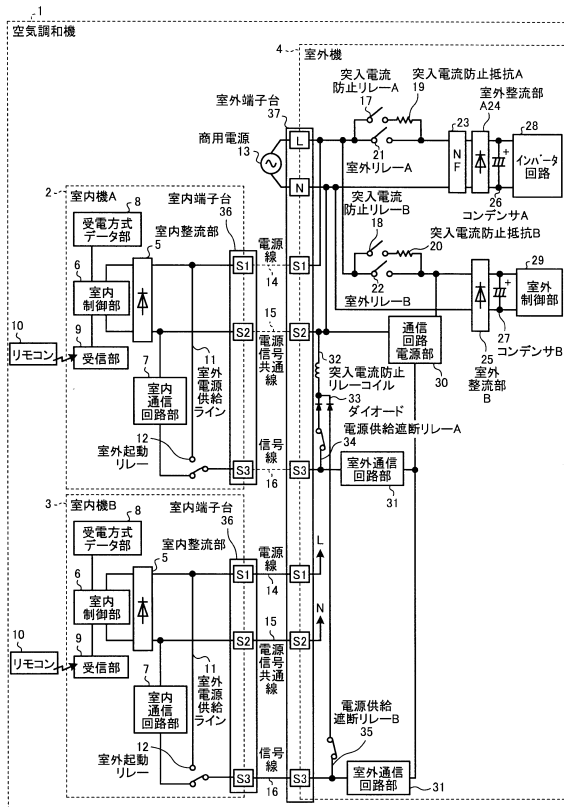 1
空気調和機
4
室外機
突入電流
防止リレーA
突入電流防止抵抗A
17
19
室外端子台
37
商用電源
13
L
N
21
室外リレーA
23
NF
室外整流部
A24
28
インバータ
回路
26
コンデンサA
突入電流
防止リレーB
18
突入電流防止抵抗B
20
22
室外リレーB
29
室外
制御部
27
コンデンサB
25
室外
整流部
B
通信
回路
電源部
30
2
室内機A
8
受電方式
データ部
室内端子台
36
5
室内整流部
6
室内
制御部
9
受信部
10
リモコン
7
室内
通信
回路部
11
室外
電源
供給
ライン
12
室外起動
リレー
S1
電源
線
14
S1
S2
15
電源
信号
共通
線
S2
32
突入電流防止
リレーコイル
33
ダイオード
電源供給遮断リレーA
34
S3
信号
線
16
S3
室外通信
回路部
31
3
室内機B
8
受電方式
データ部
室内端子台
36
5
室内整流部
6
室内
制御部
9
受信部
10
リモコン
7
室内
通信
回路部
11
室外
電源
供給
ライン
12
室外起動
リレー
S1
電源
線
14
S1
L
N
S2
15
電源
信号
共通
線
S2
電源供給
遮断リレーB
35
S3
信号
線
16
S3
室外通信
回路部
31